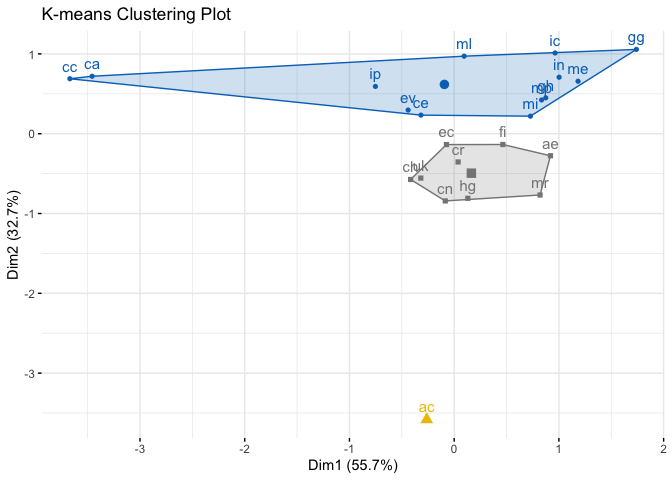 K-means Clustering Plot
gg
ic
ml
1
ca
cc
in
me
ip
mp
gh
ev
ce
mi
0
ec
fi
cr
ae
ch
uk
mr
hg
cn
-1
Dim2 (32.7%)
-2
-3
ac
-3
-2
-1
0
1
2
Dim1 (55.7%)